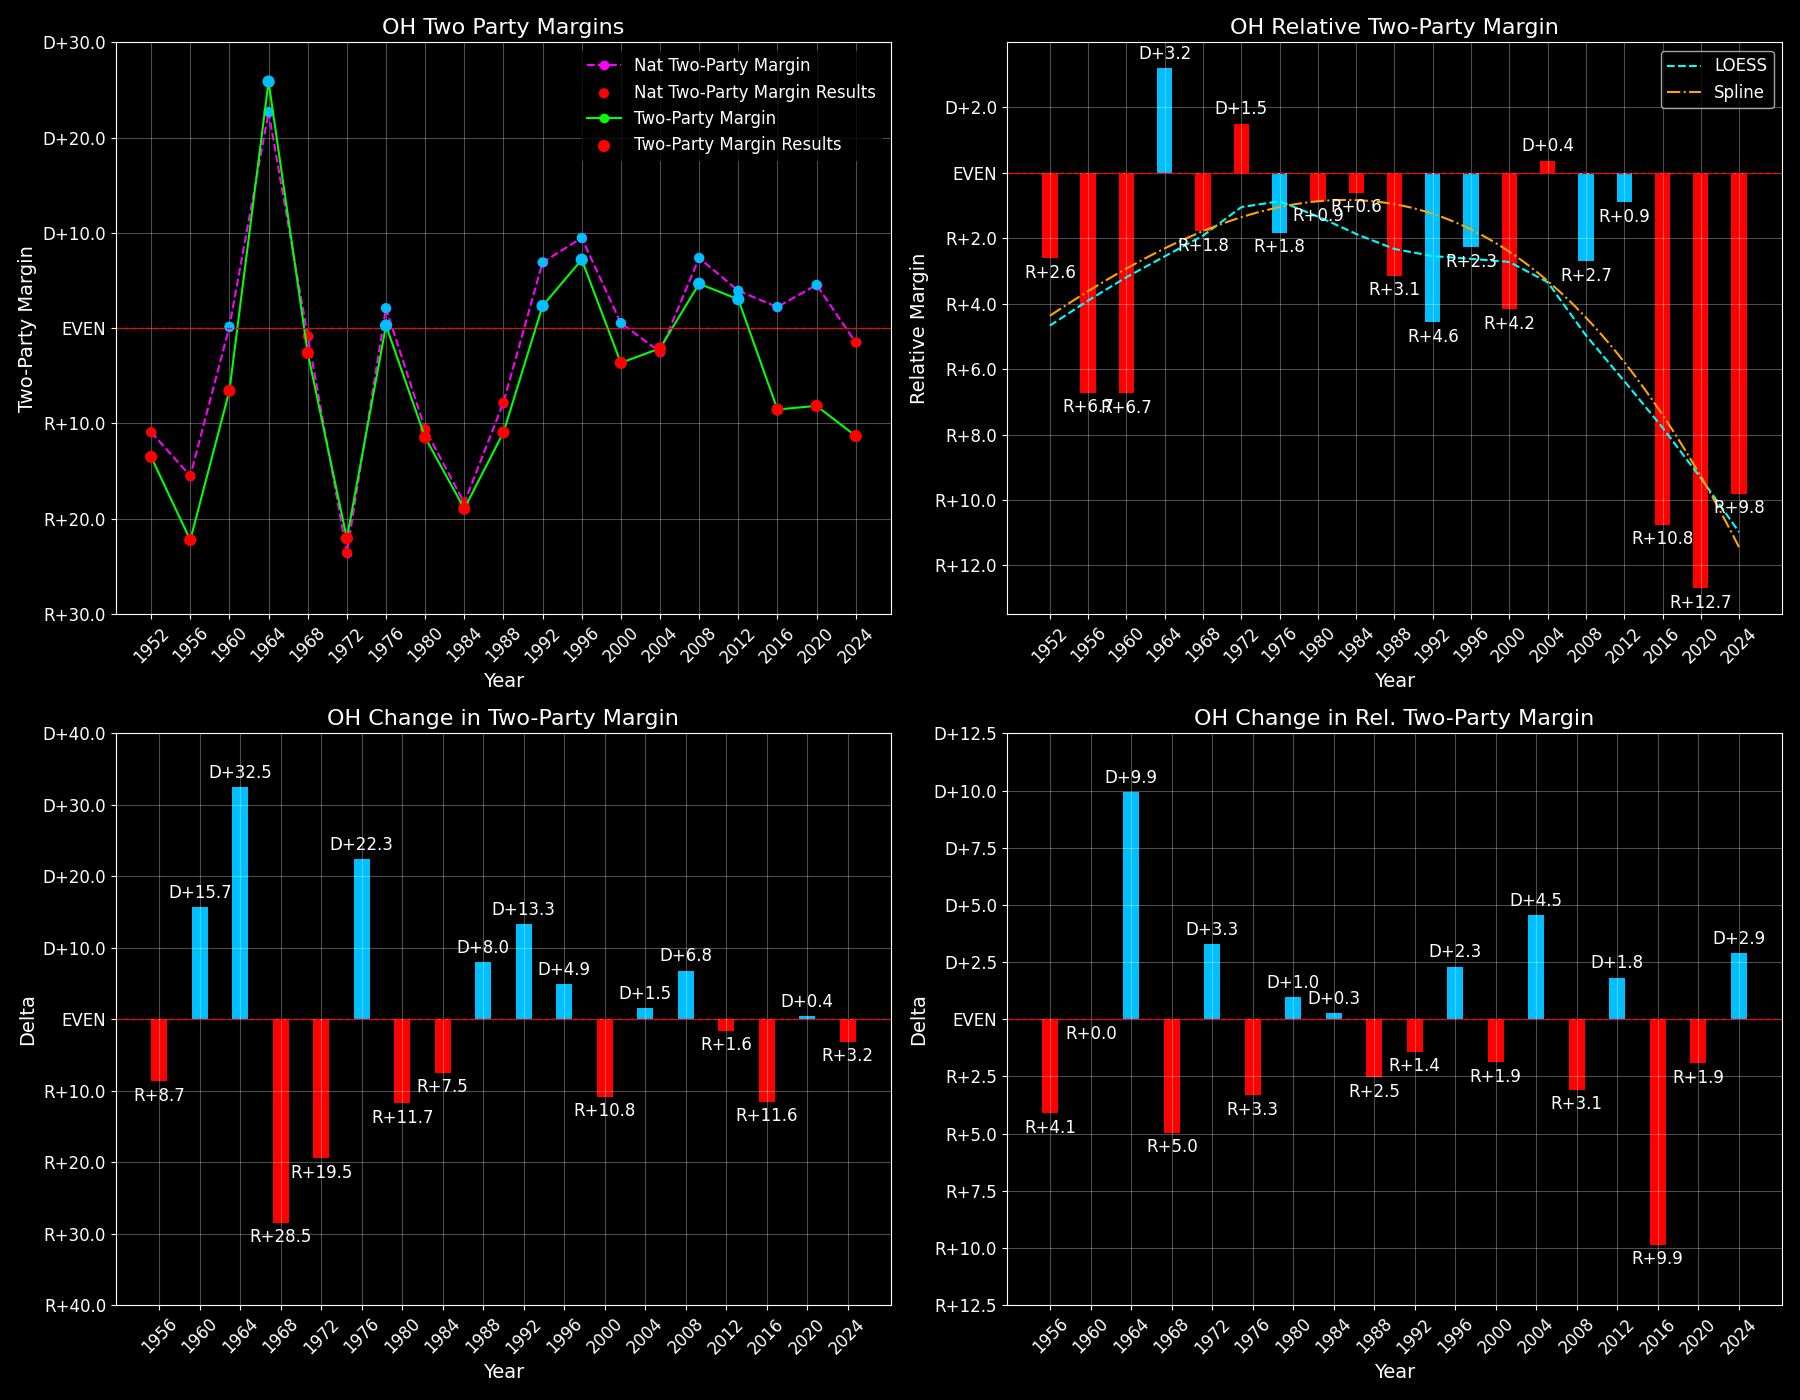 OH Two Party Margins
D+30.0
D+20.0
D+10.0
EVEN
R+10.0
R+20.0
R+30.0
Two-Party Margin
Nat Two-Party Margin
Nat Two-Party Margin Results
Two-Party Margin
Two-Party Margin Results
1952
1956
1960
1964
1968
1972
1976
1980
1984
1988
1992
1996
2000
2004
2008
2012
2016
2020
2024
Year
OH Relative Two-Party Margin
D+2.0
EVEN
R+2.0
R+4.0
R+6.0
R+8.0
R+10.0
R+12.0
Relative Margin
LOESS
Spline
R+2.6
R+6.7
R+6.7
D+3.2
R+1.8
D+1.5
R+1.8
R+0.9
R+0.6
R+3.1
R+4.6
R+2.3
R+4.2
D+0.4
R+2.7
R+0.9
R+10.8
R+12.7
R+9.8
1952
1956
1960
1964
1968
1972
1976
1980
1984
1988
1992
1996
2000
2004
2008
2012
2016
2020
2024
Year
OH Change in Two-Party Margin
D+40.0
D+30.0
D+20.0
D+10.0
EVEN
R+10.0
R+20.0
R+30.0
R+40.0
Delta
R+8.7
D+15.7
D+32.5
R+28.5
R+19.5
D+22.3
R+11.7
R+7.5
D+8.0
D+13.3
D+4.9
R+10.8
D+1.5
D+6.8
R+1.6
R+11.6
D+0.4
R+3.2
1956
1960
1964
1968
1972
1976
1980
1984
1988
1992
1996
2000
2004
2008
2012
2016
2020
2024
Year
OH Change in Rel. Two-Party Margin
D+12.5
D+10.0
D+7.5
D+5.0
D+2.5
EVEN
R+2.5
R+5.0
R+7.5
R+10.0
R+12.5
Delta
R+4.1
R+0.0
D+9.9
R+5.0
D+3.3
R+3.3
D+1.0
D+0.3
R+2.5
R+1.4
D+2.3
R+1.9
D+4.5
R+3.1
D+1.8
R+9.9
R+1.9
D+2.9
1956
1960
1964
1968
1972
1976
1980
1984
1988
1992
1996
2000
2004
2008
2012
2016
2020
2024
Year